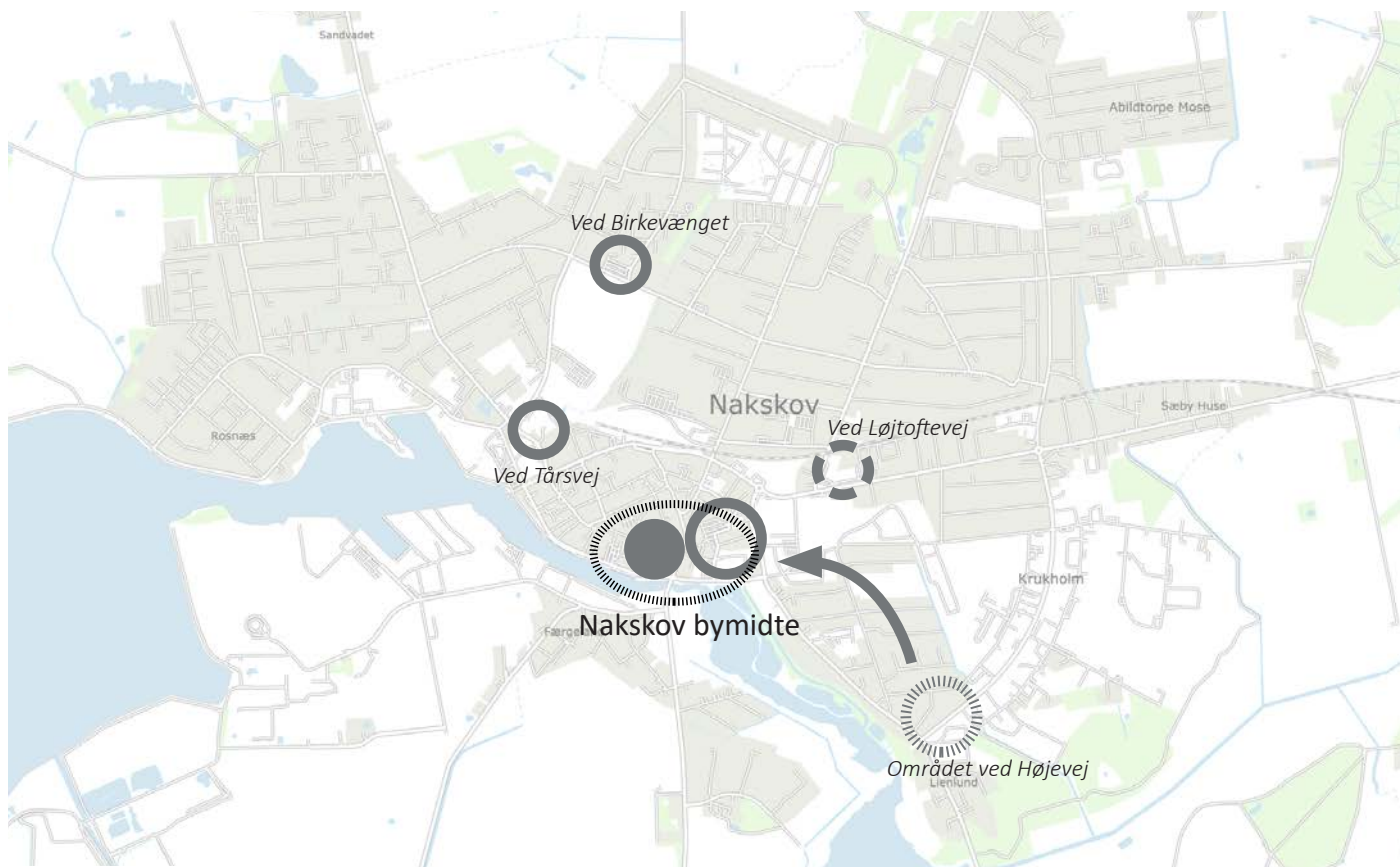 Sandvadet
Abildtorpe Mose
Ved Birkevænget
Nakskov
Sæby Huse
Rosnæs
Ved Løjtoftevej
Ved Tårsvej
Krukholm
Nakskov bymidte
Området ved Højevej
Lienlund